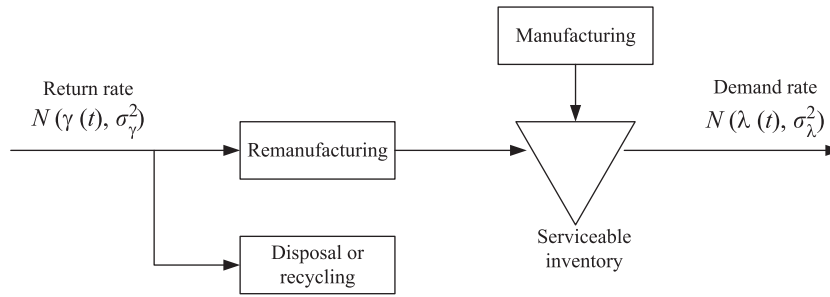 Manufacturing
Return rate
N (γ (t), σ²γ)
Demand rate
N (λ (t), σ²λ)
Remanufacturing
Serviceable
inventory
Disposal or
recycling